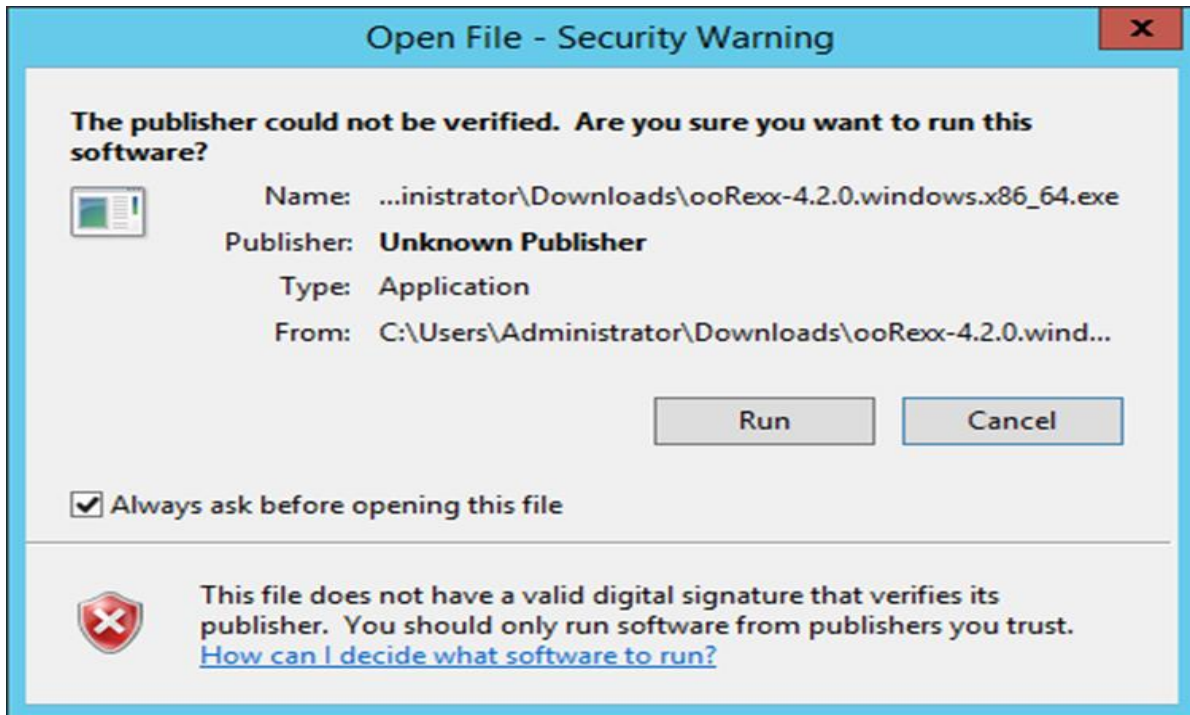 Open File - Security Warning
x
The publisher could not be verified. Are you sure you want to run this
software?
Name: ...inistrator\Downloads\ooRexx-4.2.0.windows.x86_64.exe
Publisher: Unknown Publisher
Type: Application
From: C:\Users\Administrator\Downloads\ooRexx-4.2.0.wind...
Run Cancel
Always ask before opening this file
This file does not have a valid digital signature that verifies its
publisher. You should only run software from publishers you trust.
How can I decide what software to run?